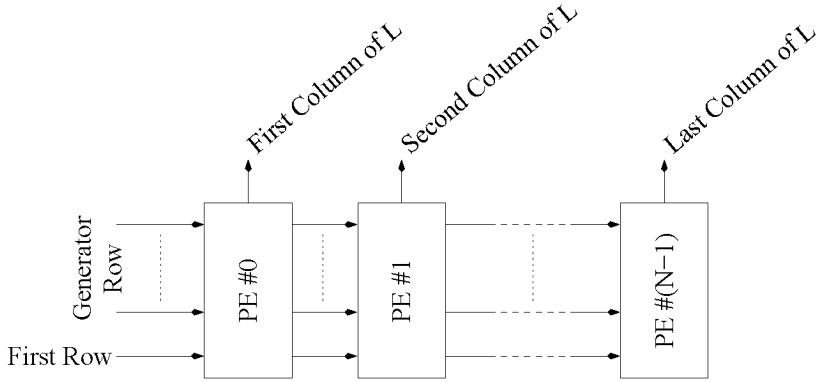 First Column of L
Second Column of L
Last Column of L
Generator
Row
First Row
PE #0
PE #1
PE #(N−1)